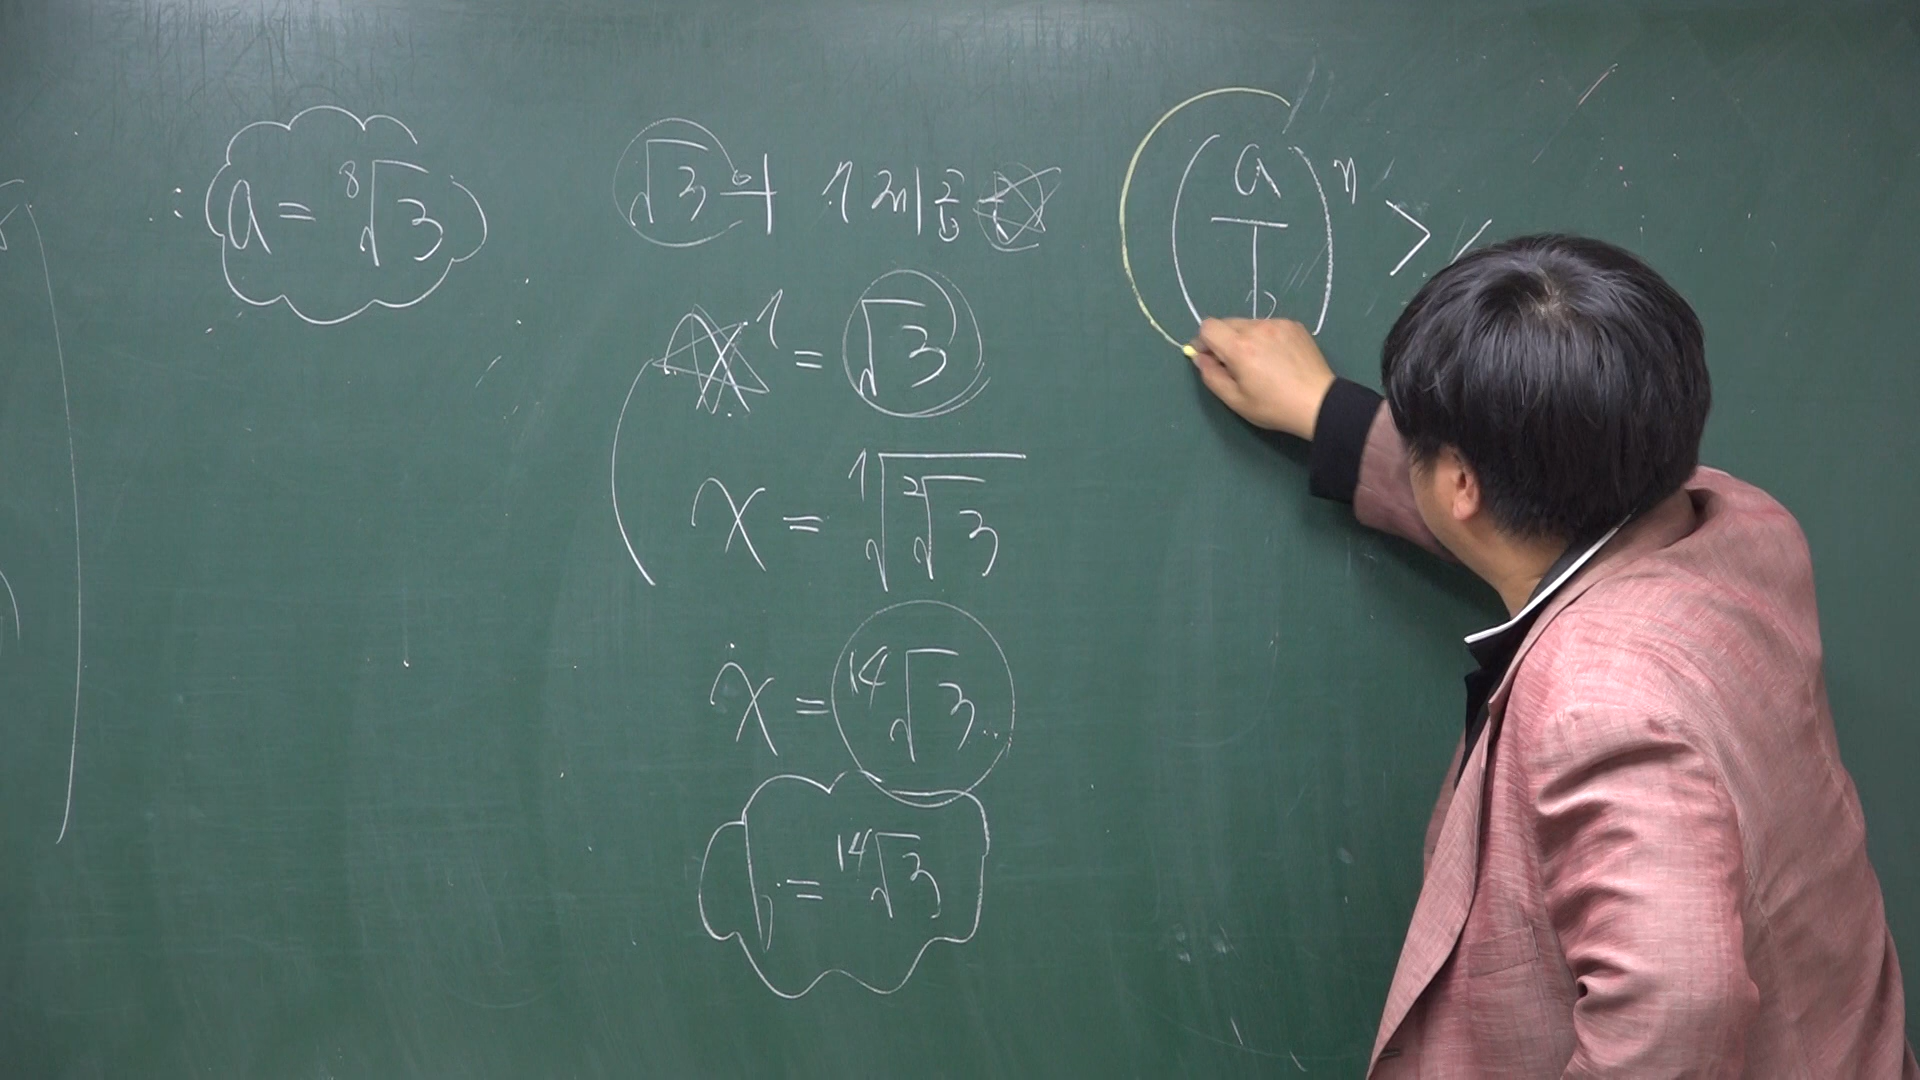 ∴ a = ⁸√3
√3의 7제곱근
x⁷ = √3
x = ⁷√(²√3)
x = ¹⁴√3
b = ¹⁴√3
(a/b)ⁿ >